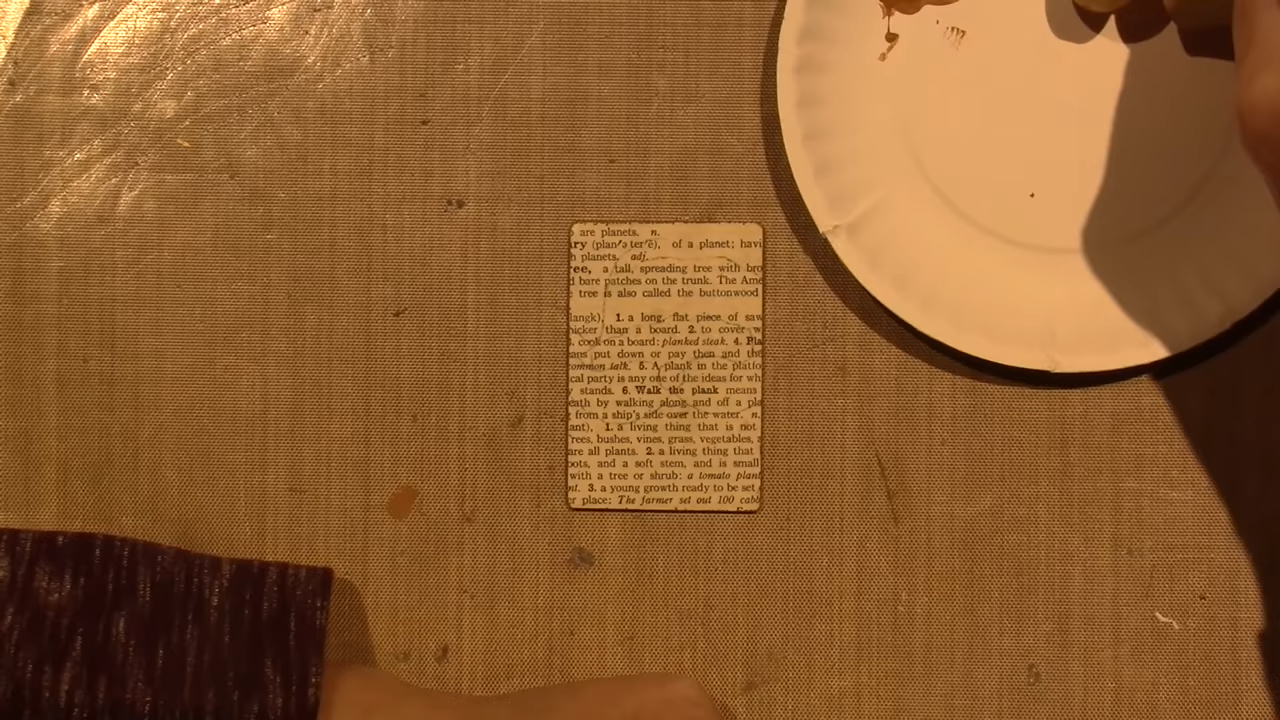 are planets. n.
ry (plan′ə ter′ē), of a planet; havi
h planets. adj.
ee, a tall, spreading tree with bro
d bare patches on the trunk. The Ame
tree is also called the buttonwood
langk), 1. a long, flat piece of saw
hicker than a board. 2. to cover w
. cook on a board: planked steak. 4. Pla
ans put down or pay then and the
ommon talk. 5. A plank in the platfo
cal party is any one of the ideas for wh
y stands. 6. Walk the plank means
eath by walking along and off a pla
from a ship's side over the water. n.
ant), 1. a living thing that is not
rees, bushes, vines, grass, vegetables,
are all plants. 2. a living thing that
oots, and a soft stem, and is small
with a tree or shrub: a tomato plant
nt. 3. a young growth ready to be set
er place: The farmer set out 100 cabb